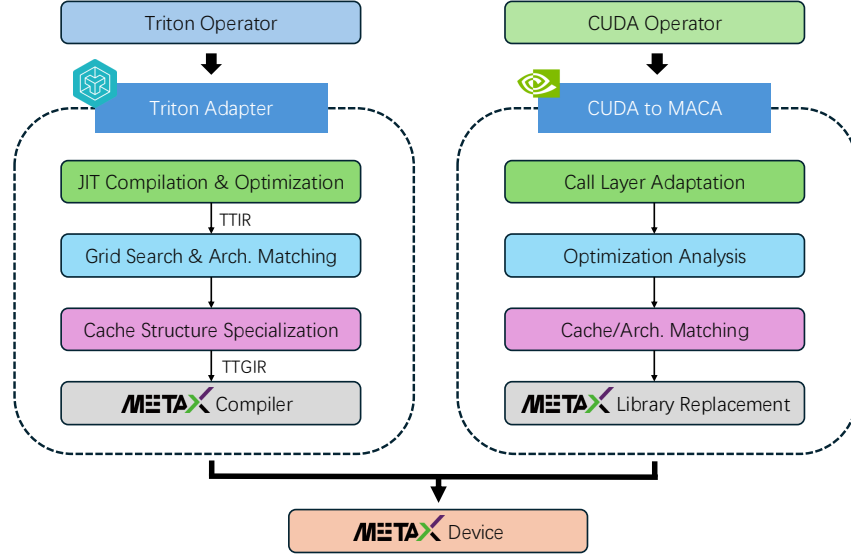 Triton Operator
Triton Adapter
JIT Compilation & Optimization
TTIR
Grid Search & Arch. Matching
Cache Structure Specialization
TTGIR
METAX Compiler
CUDA Operator
CUDA to MACA
Call Layer Adaptation
Optimization Analysis
Cache/Arch. Matching
METAX Library Replacement
METAX Device